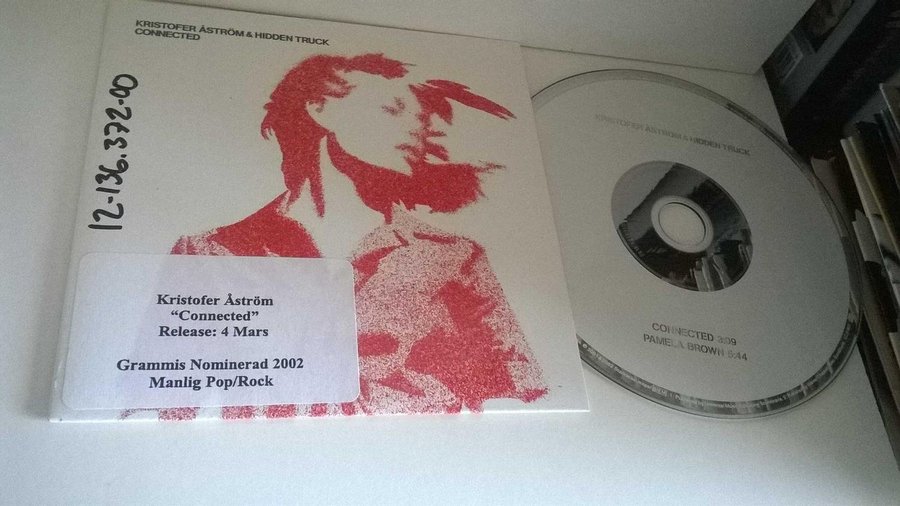 KRISTOFER ÅSTRÖM & HIDDEN TRUCK
CONNECTED
12-136.372-00
Kristofer Åström
“Connected”
Release: 4 Mars
Grammis Nominerad 2002
Manlig Pop/Rock
KRISTOFER ÅSTRÖM & HIDDEN TRUCK
CONNECTED 3:09
PAMELA BROWN 5:44